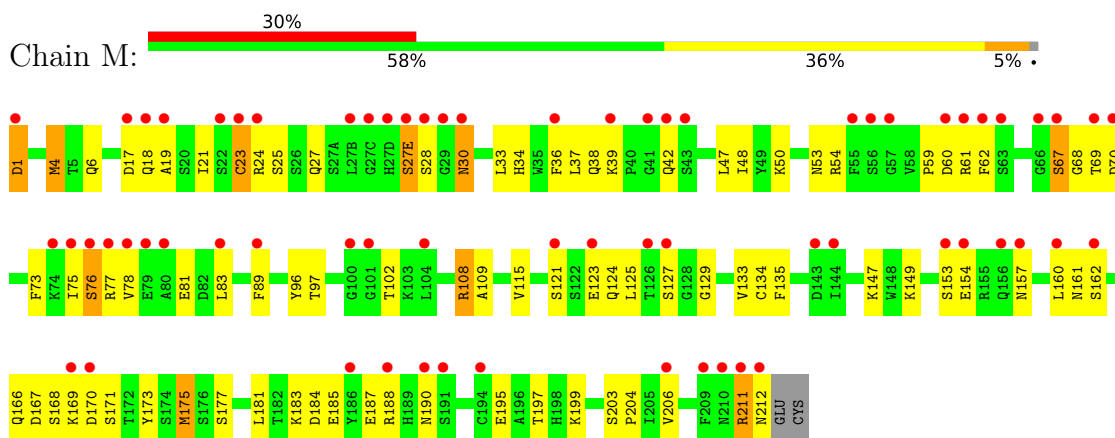 30%
Chain M:
58% 36% 5% •
D1 M4 T5 Q6 D17 Q18 A19 S20 I21 S22 C23 R24 S25 S26 Q27 S27A L27B G27C H27D S27E S28 G29 N30 L33 H34 W35 F36 L37 Q38 K39 P40 G41 Q42 S43 L47 I48 Y49 K50 N53 R54 F55 S56 G57 V58 P59 D60 R61 F62 S63 G66 S67 G68 T69 D70
F73 K74 I75 S76 R77 V78 E79 A80 E81 D82 L83 F89 Y96 T97 G100 G101 T102 K103 L104 R108 A109 V115 S121 S122 E123 Q124 L125 T126 S127 G128 G129 V133 C134 F135 D143 I144 K147 W148 K149 S153 E154 R155 Q156 N157 L160 N161 S162
Q166 D167 S168 K169 D170 S171 T172 Y173 S174 M175 S176 S177 L181 T182 K183 D184 E185 Y186 E187 R188 H189 N190 S191 C194 E195 A196 T197 H198 K199 S203 P204 I205 V206 F209 N210 R211 N212 GLU CYS